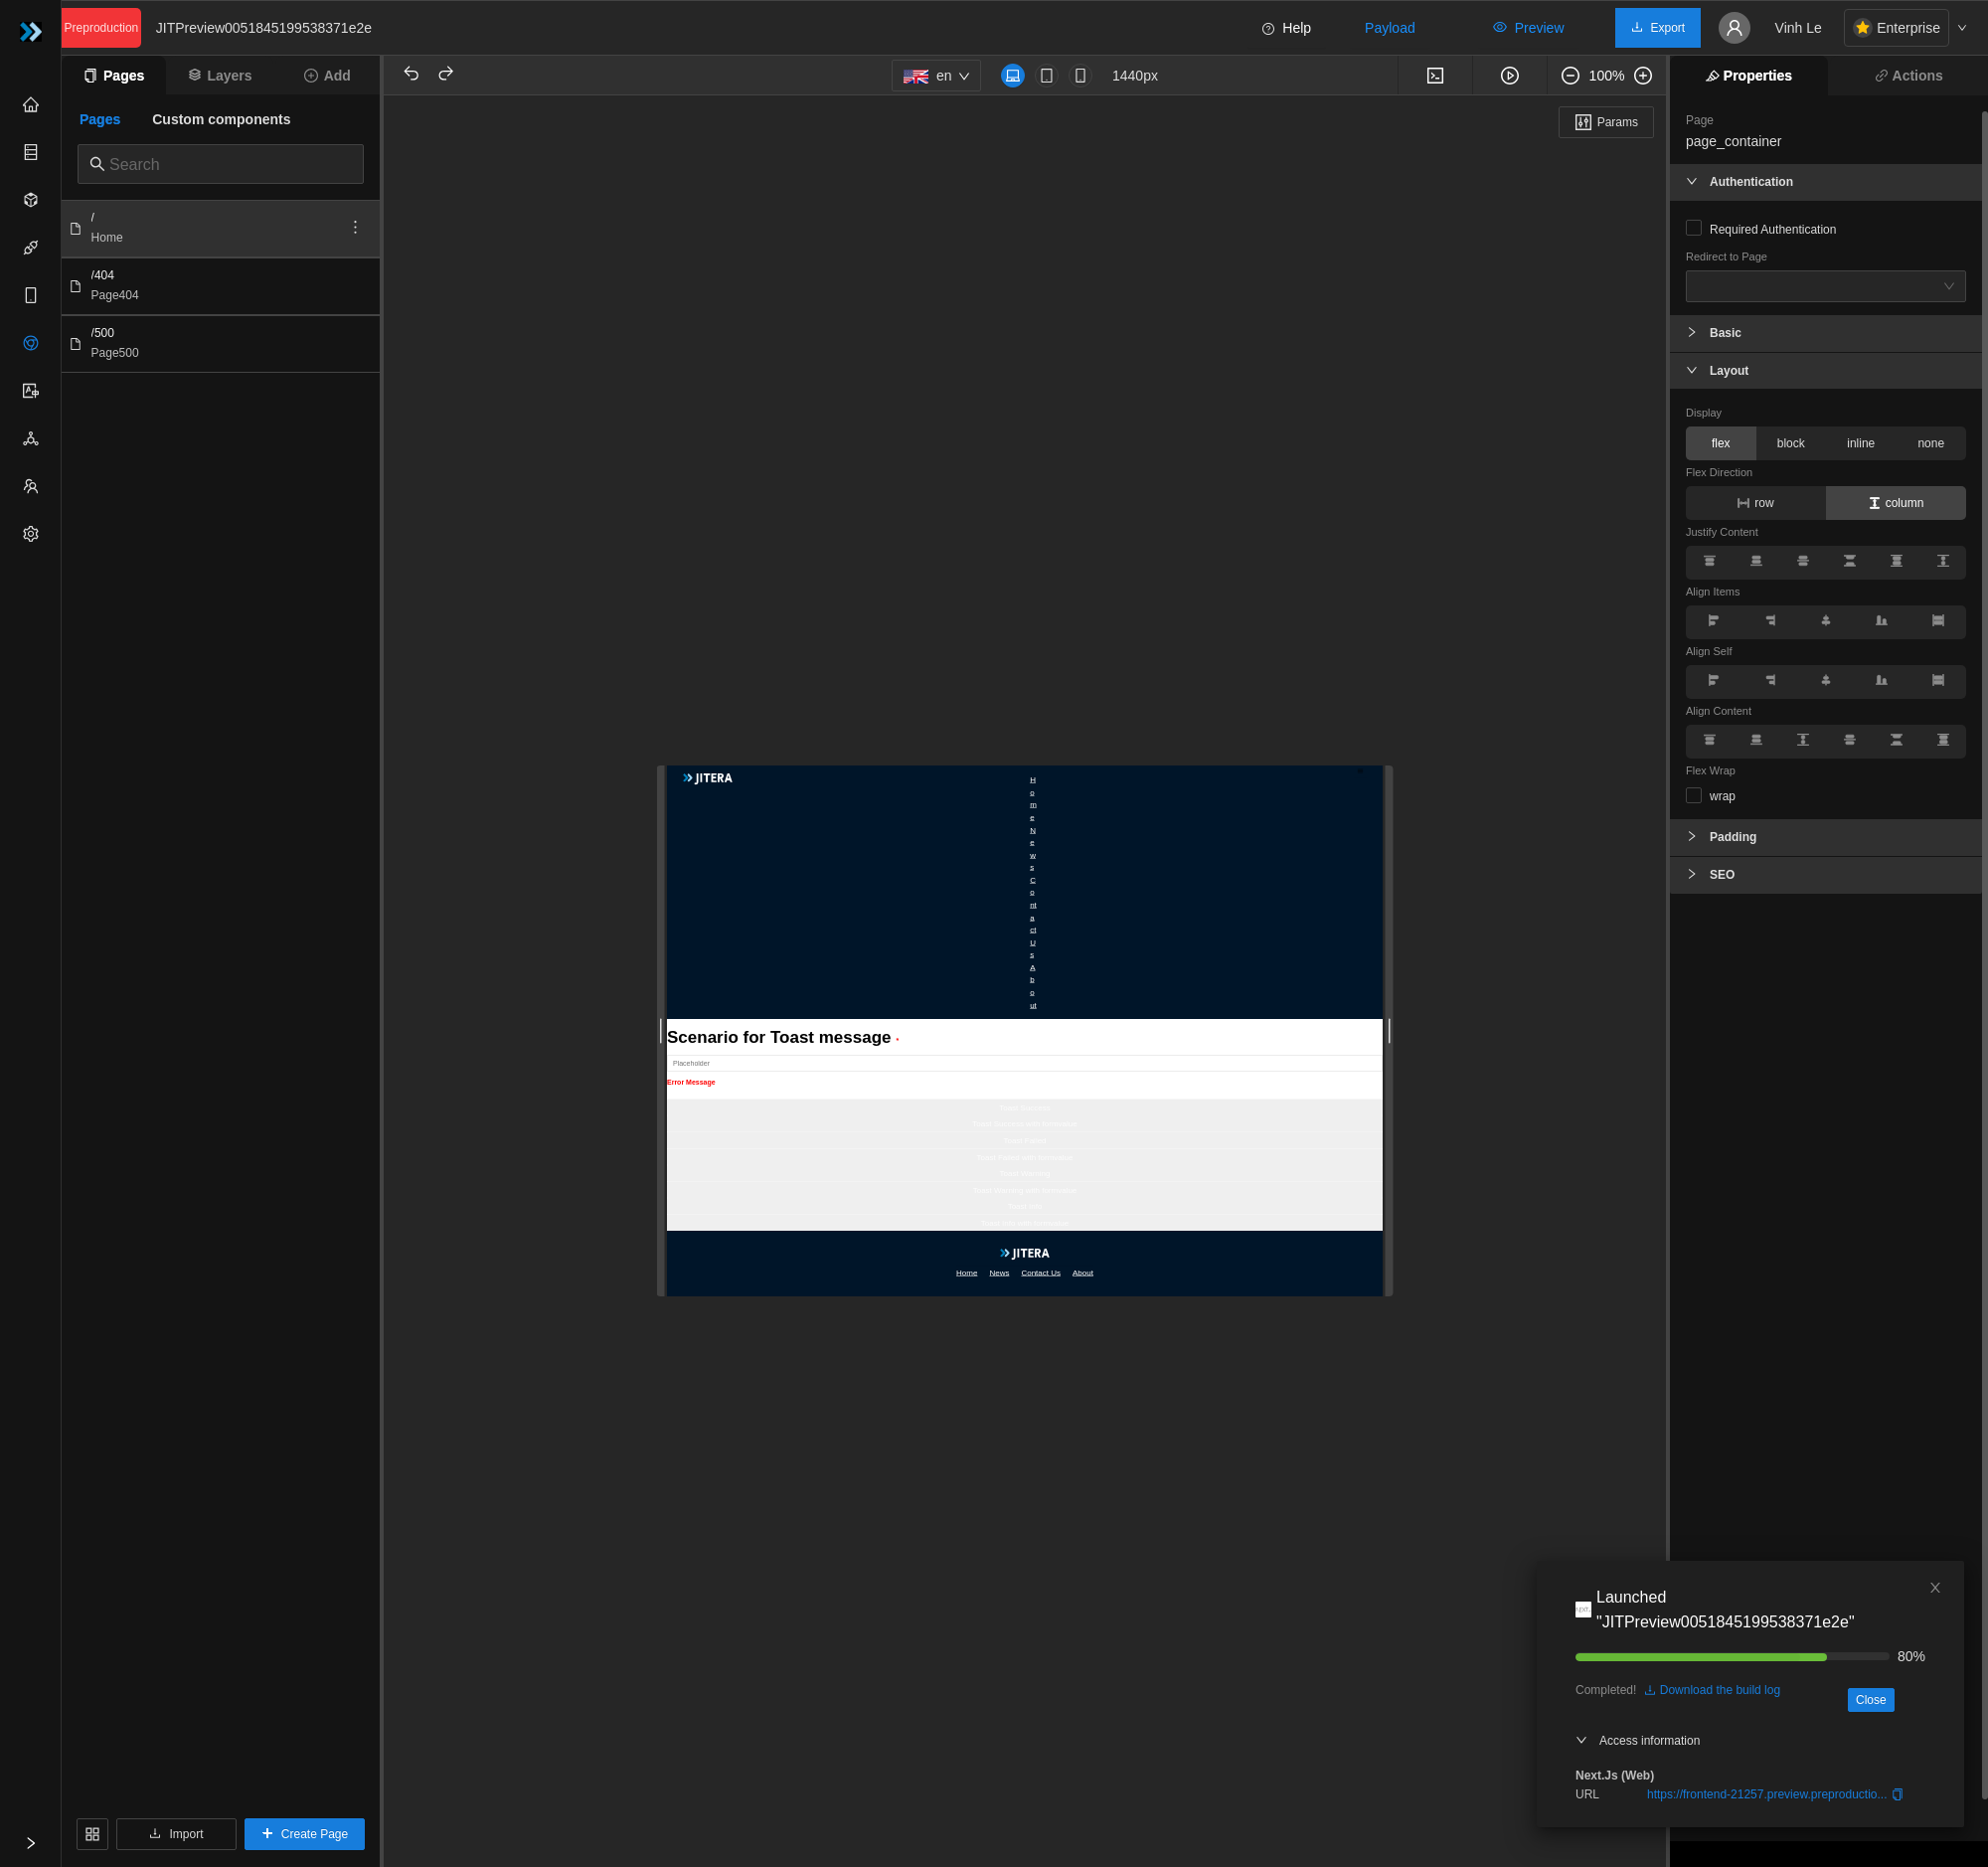 Preproduction
JITPreview0051845199538371e2e
Help
Payload
Preview
Export
Vinh Le
Enterprise
Pages
Layers
Add
en
1440px
100%
Properties
Actions
Pages
Custom components
Search
/
Home
/404
Page404
/500
Page500
Import
Create Page
Params
JITERA
H
o
m
e
N
e
w
s
C
o
nt
a
ct
U
s
A
b
o
ut
Scenario for Toast message *
Placeholder
Error Message
JITERA
Home News Contact Us About
Page
page_container
Authentication
Required Authentication
Redirect to Page
Basic
Layout
Display
flex block inline none
Flex Direction
row column
Justify Content
Align Items
Align Self
Align Content
Flex Wrap
wrap
Padding
SEO
Launched
"JITPreview0051845199538371e2e"
80%
Completed! Download the build log
Close
Access information
Next.Js (Web)
URL https://frontend-21257.preview.preproductio...